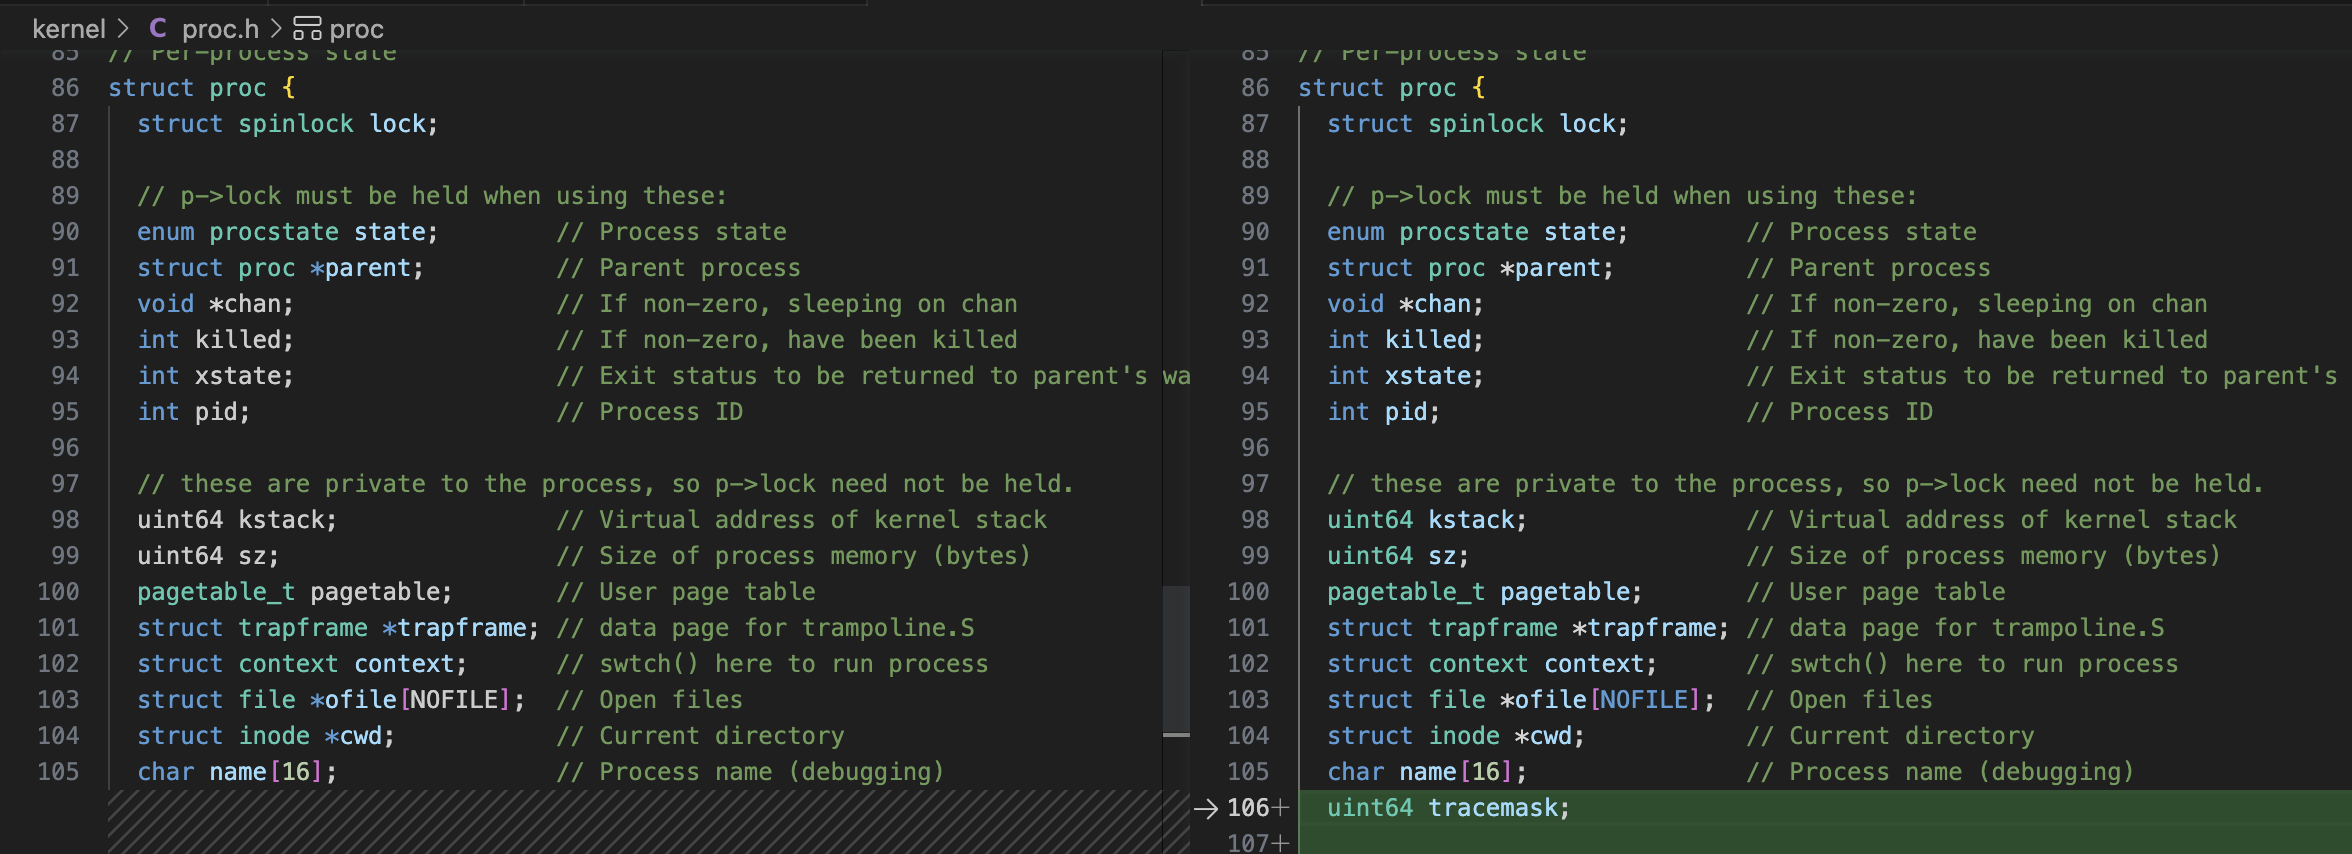 kernel > C proc.h > proc
85 // Per-process state
86 struct proc {
87 struct spinlock lock;
88
89 // p->lock must be held when using these:
90 enum procstate state; // Process state
91 struct proc *parent; // Parent process
92 void *chan; // If non-zero, sleeping on chan
93 int killed; // If non-zero, have been killed
94 int xstate; // Exit status to be returned to parent's wa
95 int pid; // Process ID
96
97 // these are private to the process, so p->lock need not be held.
98 uint64 kstack; // Virtual address of kernel stack
99 uint64 sz; // Size of process memory (bytes)
100 pagetable_t pagetable; // User page table
101 struct trapframe *trapframe; // data page for trampoline.S
102 struct context context; // swtch() here to run process
103 struct file *ofile[NOFILE]; // Open files
104 struct inode *cwd; // Current directory
105 char name[16]; // Process name (debugging)
85 // Per-process state
86 struct proc {
87 struct spinlock lock;
88
89 // p->lock must be held when using these:
90 enum procstate state; // Process state
91 struct proc *parent; // Parent process
92 void *chan; // If non-zero, sleeping on chan
93 int killed; // If non-zero, have been killed
94 int xstate; // Exit status to be returned to parent's
95 int pid; // Process ID
96
97 // these are private to the process, so p->lock need not be held.
98 uint64 kstack; // Virtual address of kernel stack
99 uint64 sz; // Size of process memory (bytes)
100 pagetable_t pagetable; // User page table
101 struct trapframe *trapframe; // data page for trampoline.S
102 struct context context; // swtch() here to run process
103 struct file *ofile[NOFILE]; // Open files
104 struct inode *cwd; // Current directory
105 char name[16]; // Process name (debugging)
106+ uint64 tracemask;
107+